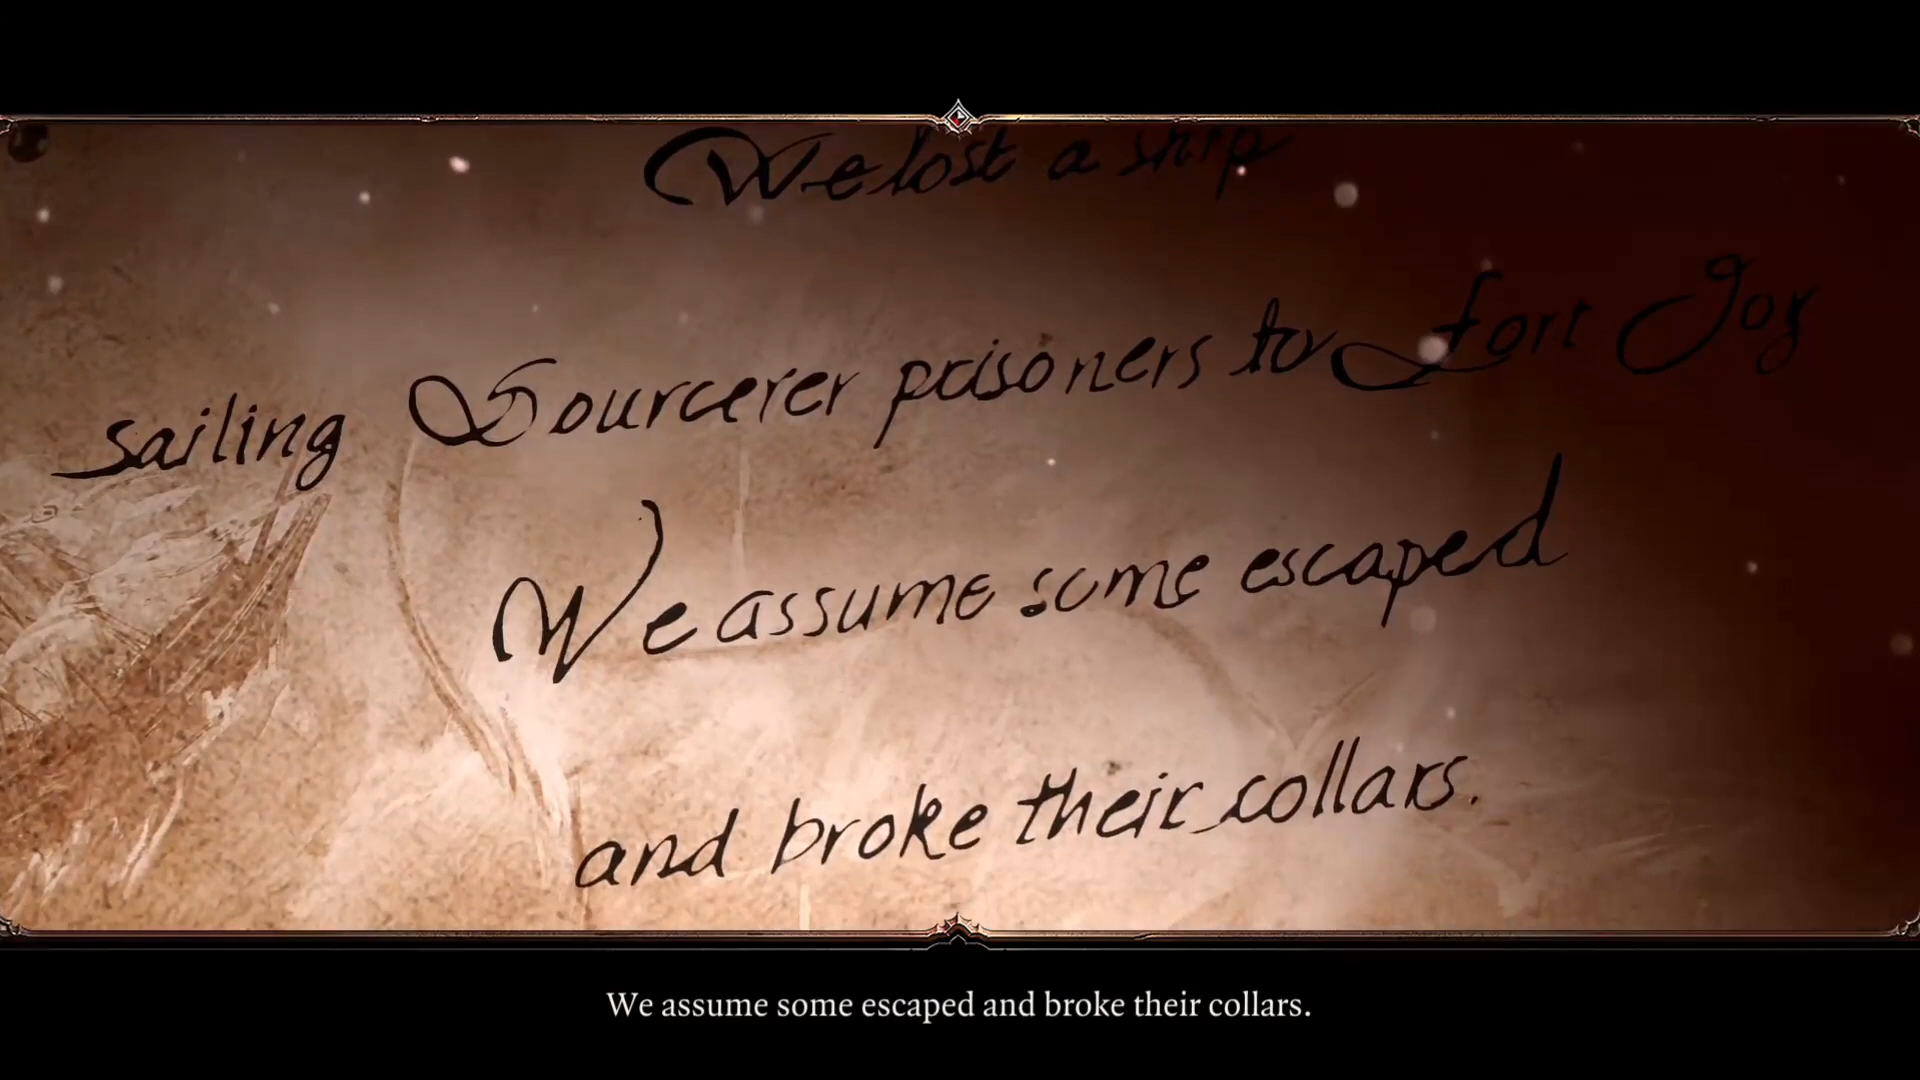 We lost a ship
sailing Sourcerer prisoners to Fort Joy
We assume some escaped
and broke their collars.
We assume some escaped and broke their collars.